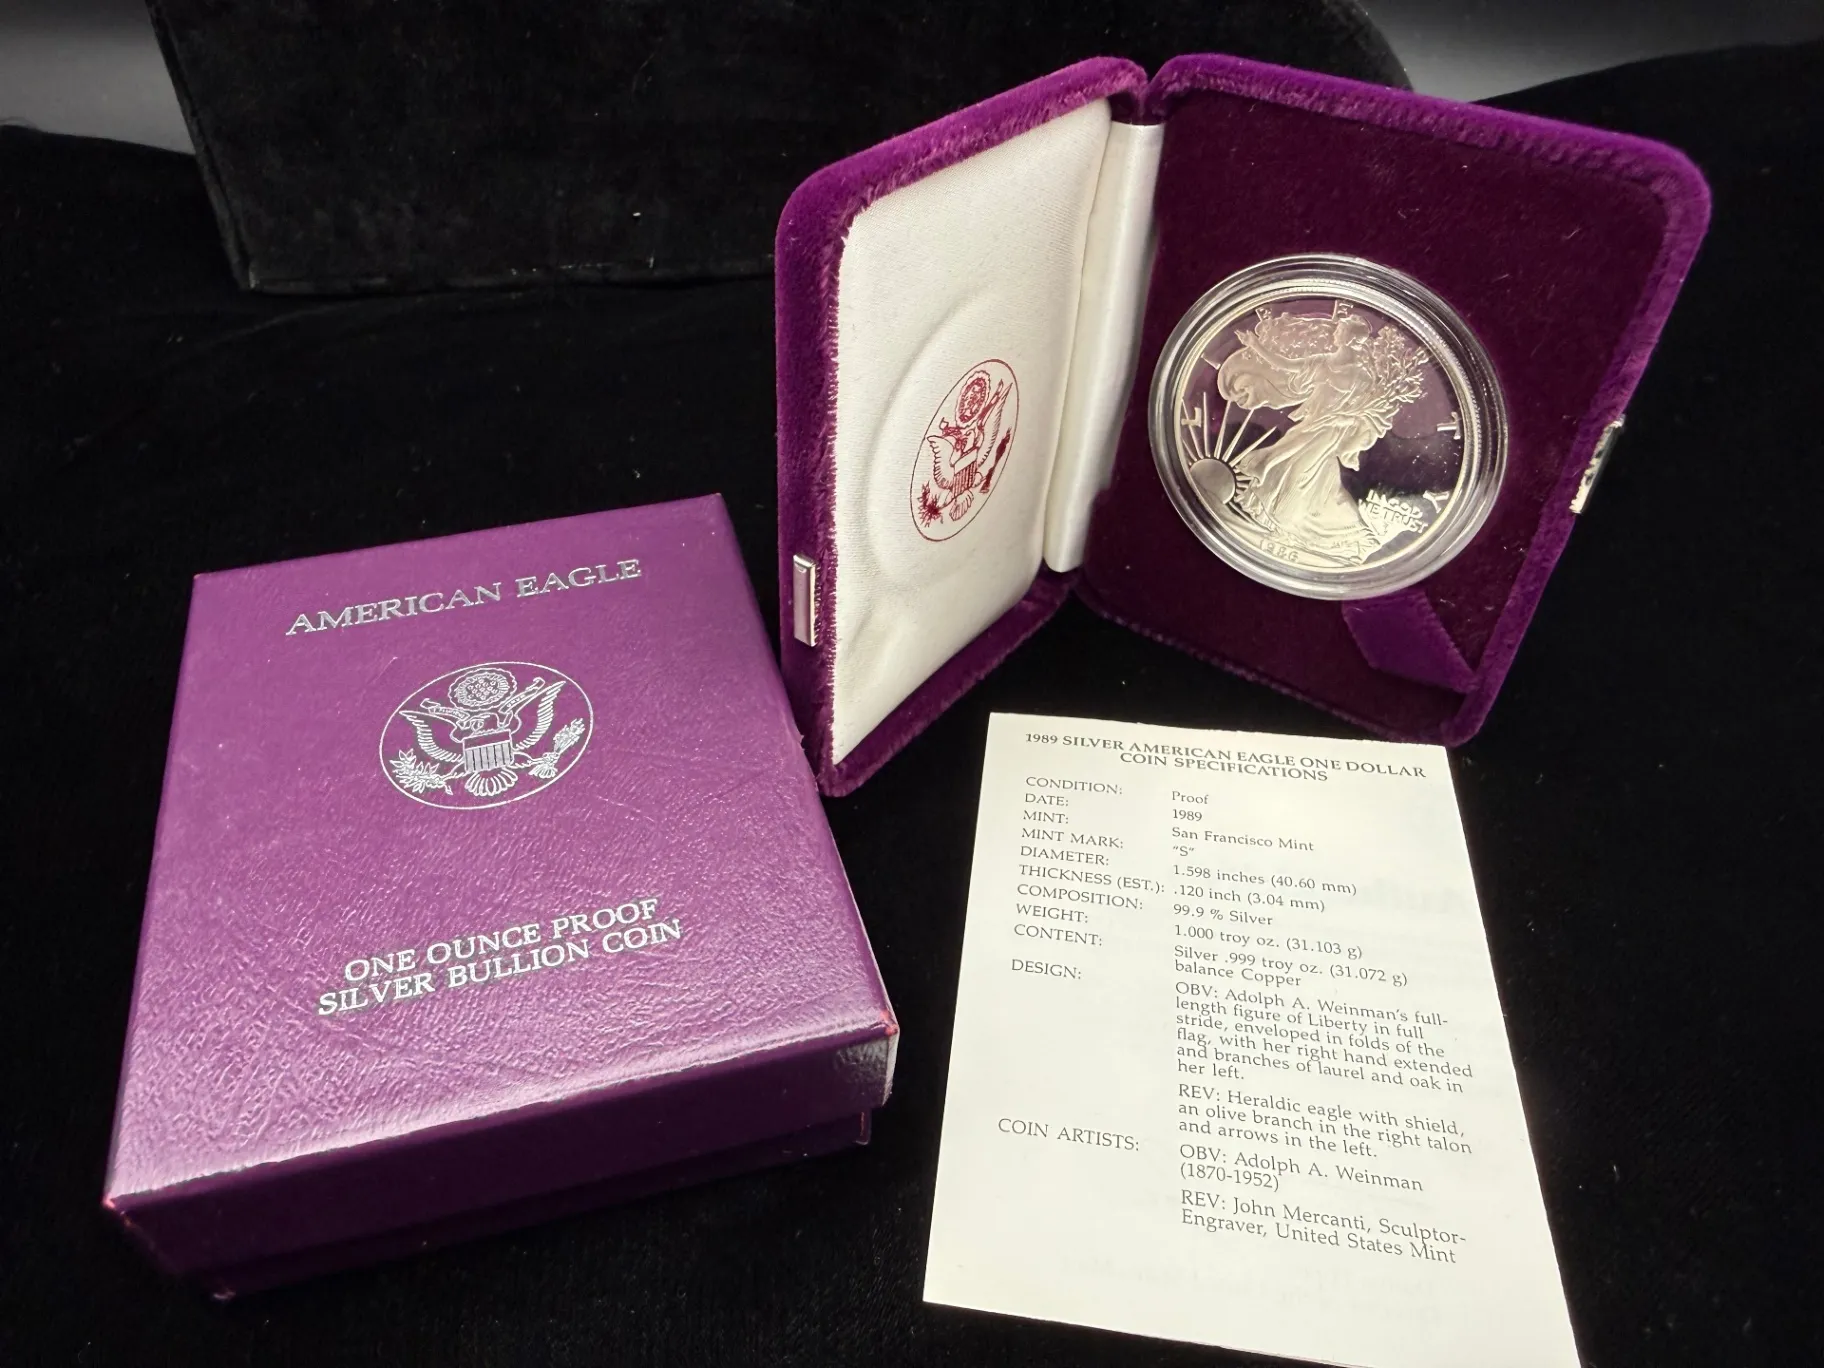 AMERICAN EAGLE
ONE OUNCE PROOF
SILVER BULLION COIN
L I B E R T Y
IN GOD
WE TRUST
1986
1989 SILVER AMERICAN EAGLE ONE DOLLAR
COIN SPECIFICATIONS
CONDITION: Proof
DATE: 1989
MINT: San Francisco Mint
MINT MARK: "S"
DIAMETER: 1.598 inches (40.60 mm)
THICKNESS (EST.): .120 inch (3.04 mm)
COMPOSITION: 99.9 % Silver
WEIGHT: 1.000 troy oz. (31.103 g)
CONTENT: Silver .999 troy oz. (31.072 g)
balance Copper
DESIGN: OBV: Adolph A. Weinman's full-
length figure of Liberty in full
stride, enveloped in folds of the
flag, with her right hand extended
and branches of laurel and oak in
her left.
REV: Heraldic eagle with shield,
an olive branch in the right talon
and arrows in the left.
COIN ARTISTS: OBV: Adolph A. Weinman
(1870-1952)
REV: John Mercanti, Sculptor-
Engraver, United States Mint